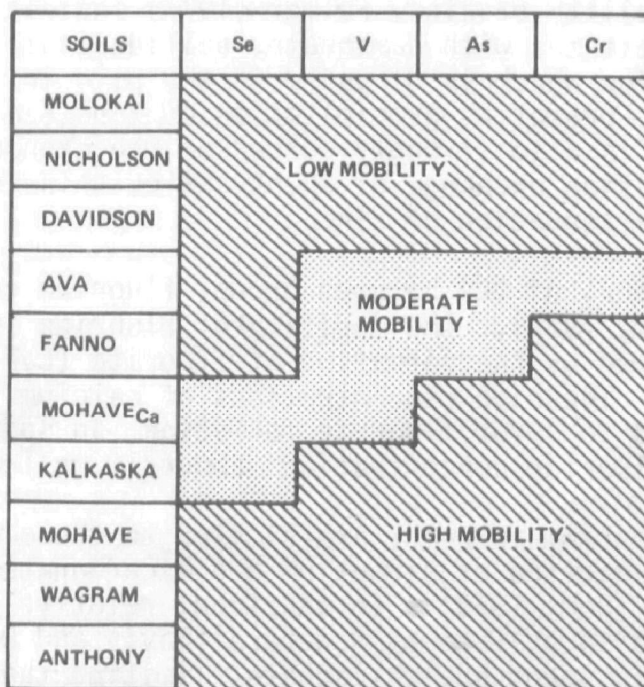 SOILS Se V As Cr
MOLOKAI
NICHOLSON
LOW MOBILITY
DAVIDSON
AVA
MODERATE
MOBILITY
FANNO
MOHAVECa
KALKASKA
MOHAVE
HIGH MOBILITY
WAGRAM
ANTHONY